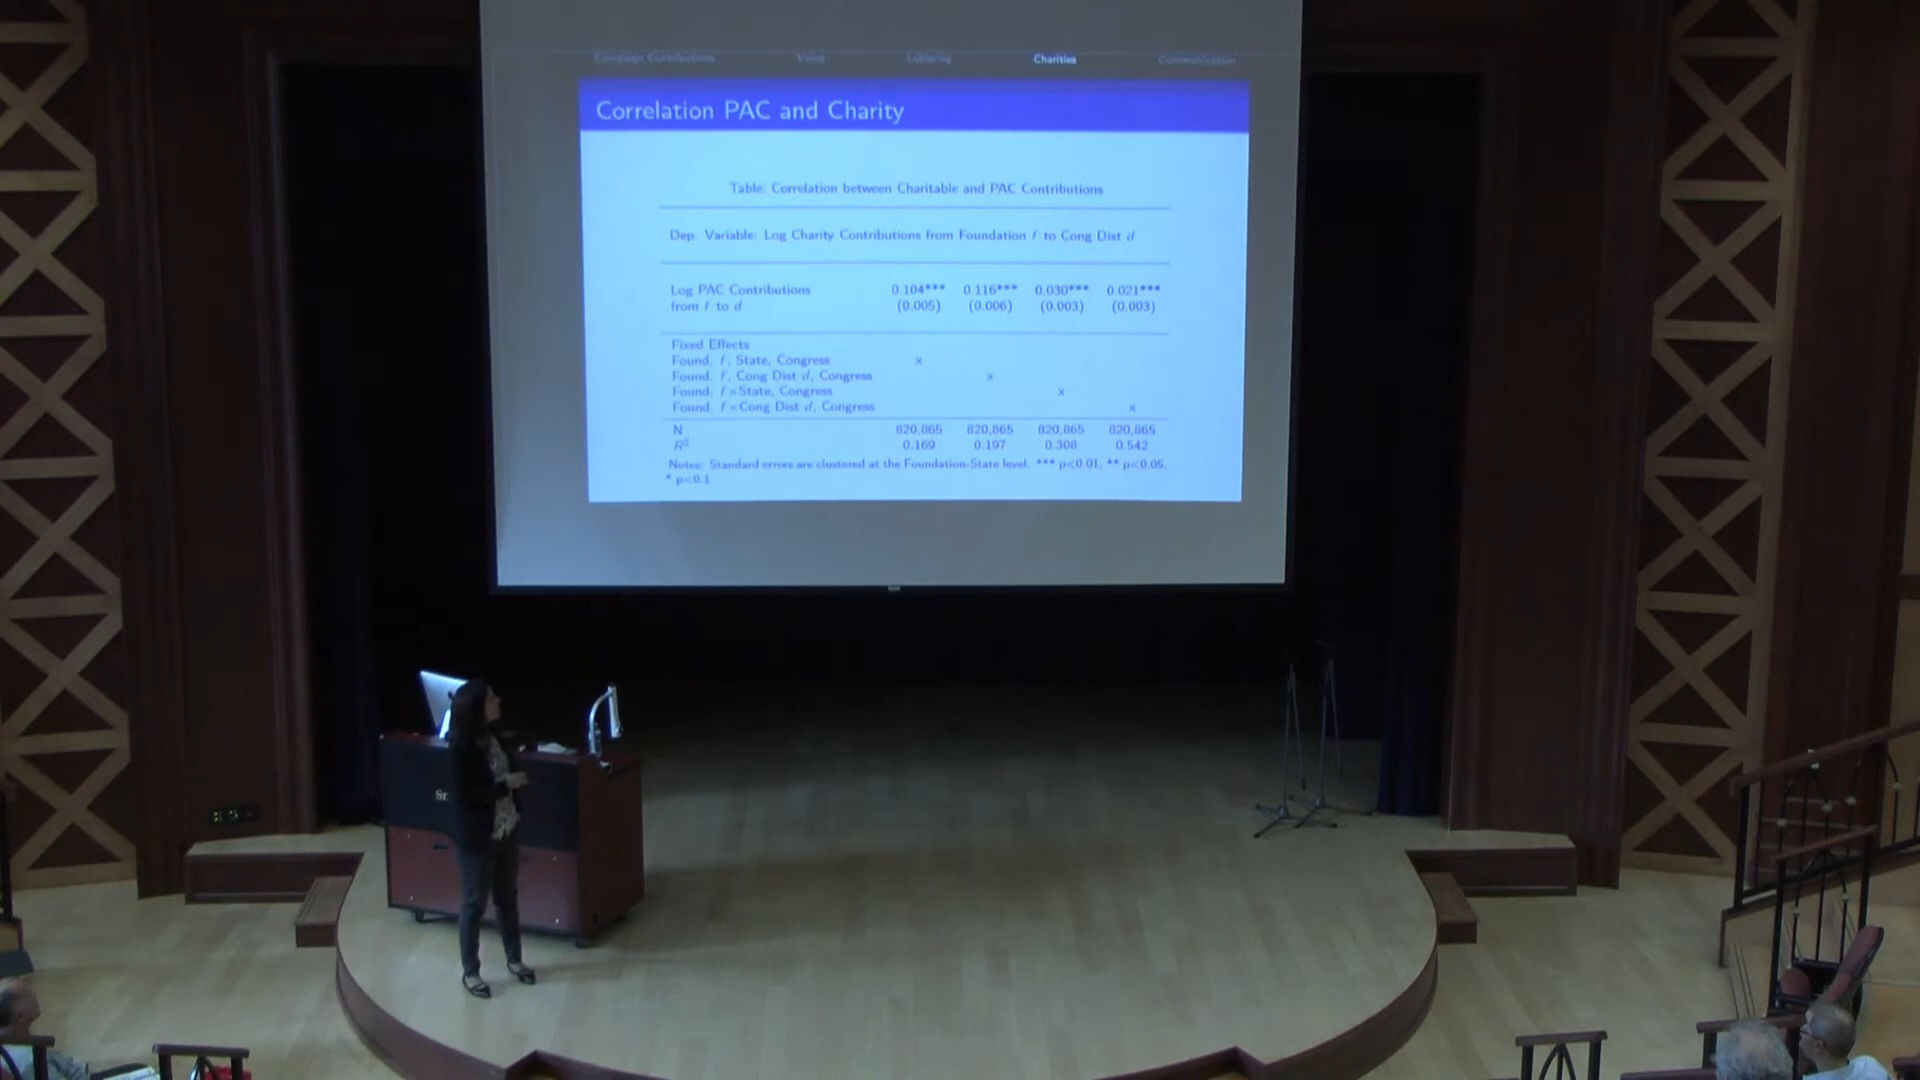 Campaign Contributions Voice Lobbying Charities Communication
Correlation PAC and Charity
Table: Correlation between Charitable and PAC Contributions
Dep. Variable: Log Charity Contributions from Foundation f to Cong Dist d
Log PAC Contributions 0.104*** 0.116*** 0.030*** 0.021***
from f to d (0.005) (0.006) (0.003) (0.003)
Fixed Effects
Found. f, State, Congress ×
Found. f, Cong Dist d, Congress ×
Found. f×State, Congress ×
Found. f×Cong Dist d, Congress ×
N 820,865 820,865 820,865 820,865
R² 0.169 0.197 0.308 0.542
Notes: Standard errors are clustered at the Foundation-State level. *** p<0.01, ** p<0.05,
* p<0.1